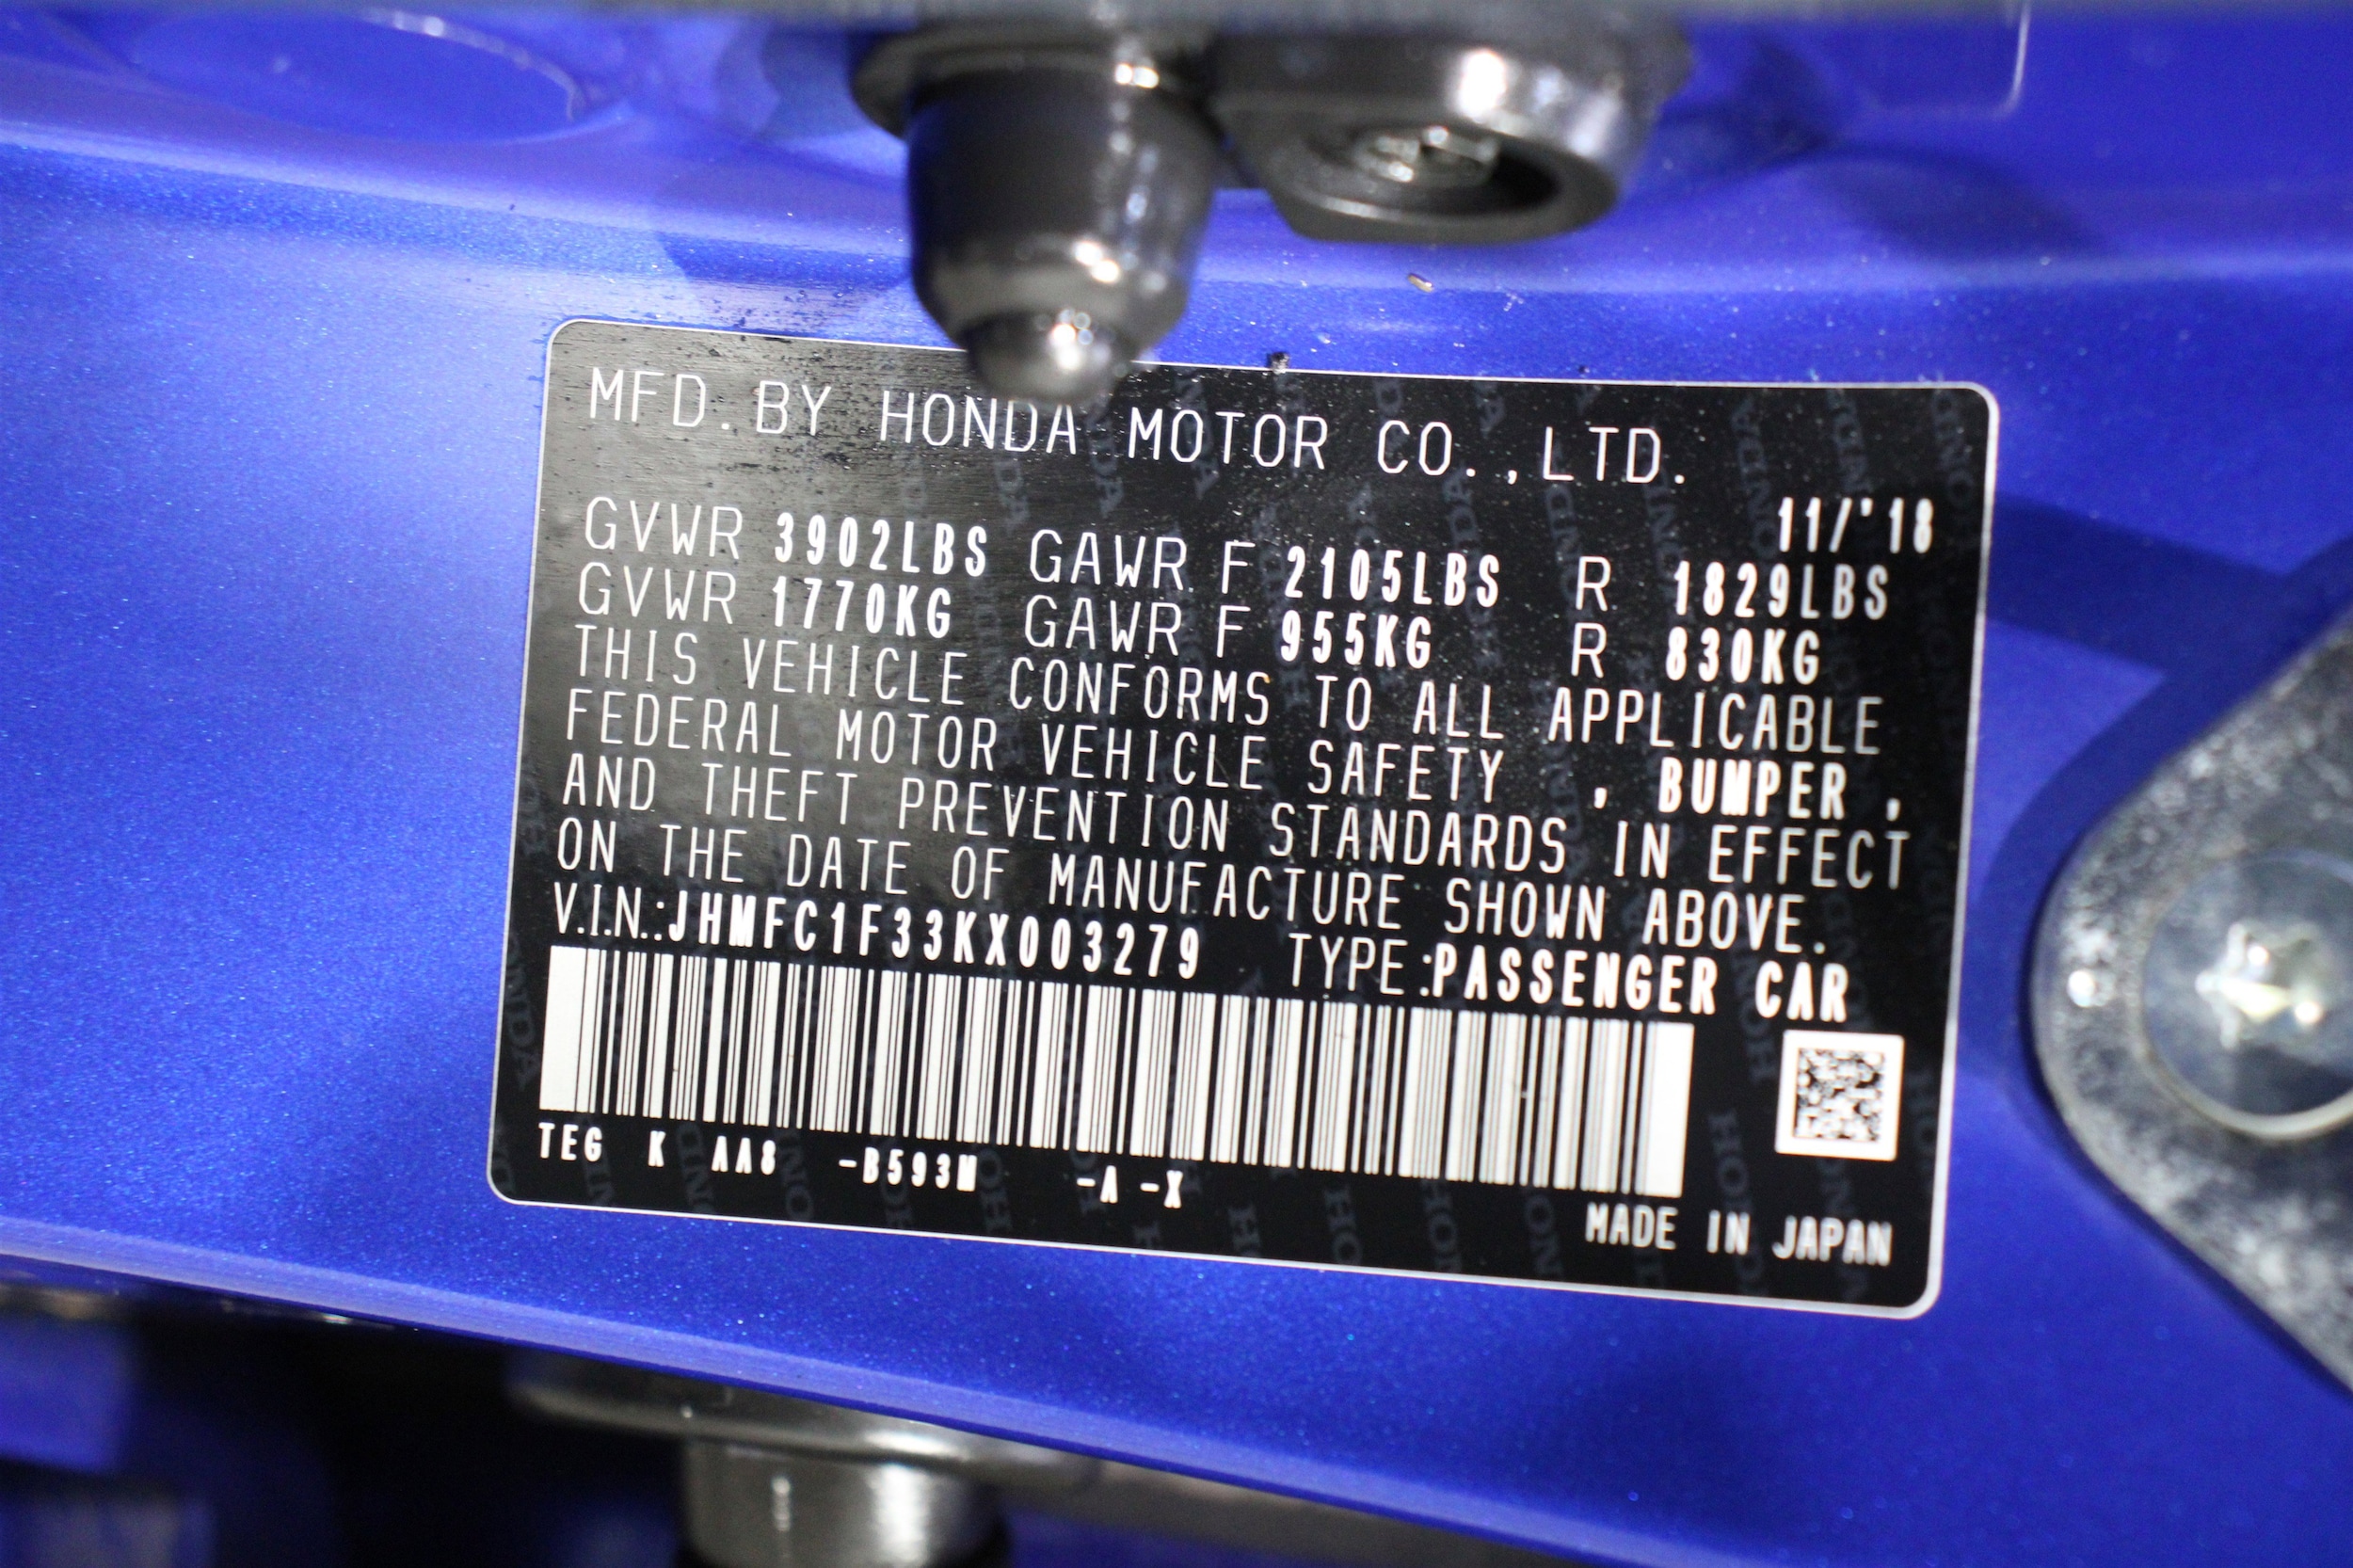 MFD. BY HONDA MOTOR CO.,LTD.
11/'18
GVWR 3902LBS GAWR F 2105LBS R 1829LBS
GVWR 1770KG GAWR F 955KG R 830KG
THIS VEHICLE CONFORMS TO ALL APPLICABLE
FEDERAL MOTOR VEHICLE SAFETY , BUMPER ,
AND THEFT PREVENTION STANDARDS IN EFFECT
ON THE DATE OF MANUFACTURE SHOWN ABOVE.
V.I.N.:JHMFC1F33KX003279 TYPE:PASSENGER CAR
TEG K AA8 -B593M -A -X
MADE IN JAPAN